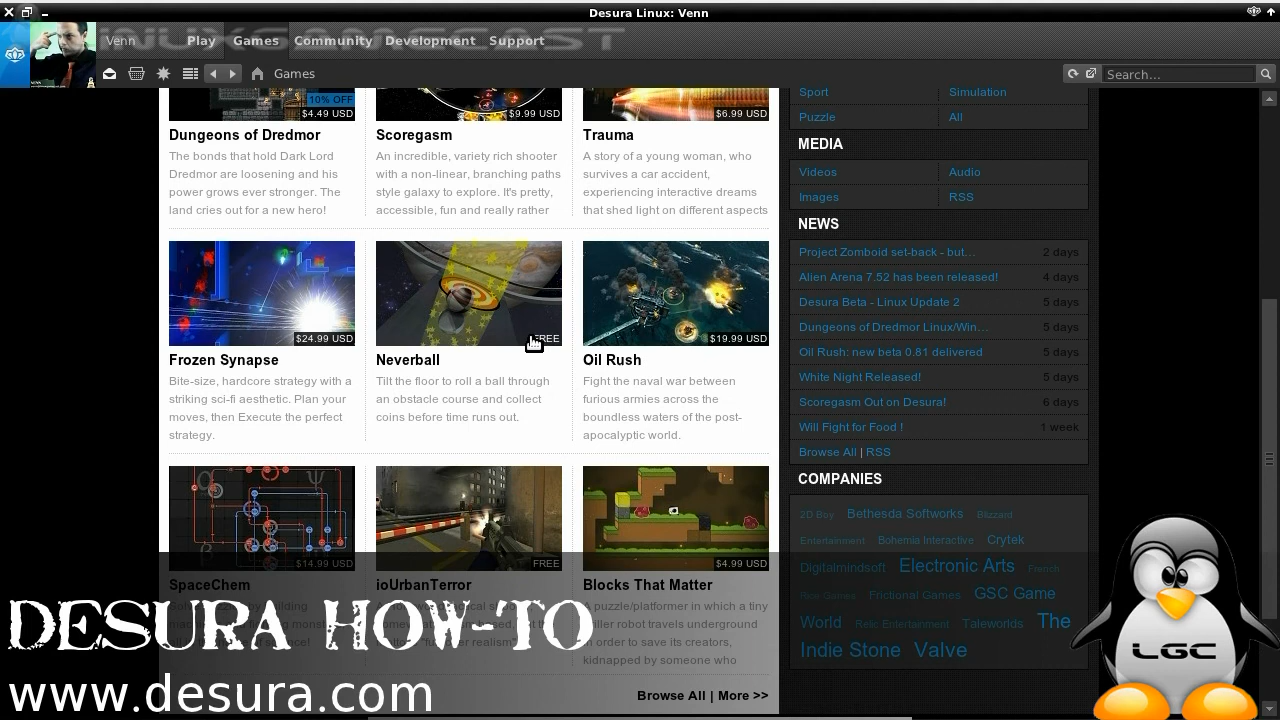 Desura Linux: Venn
LINUXGAMECAST
Venn Play Games Community Development Support
Games
Search...
10% OFF
$4.49 USD
$9.99 USD
$6.99 USD
Dungeons of Dredmor
The bonds that hold Dark Lord
Dredmor are loosening and his
power grows ever stronger. The
land cries out for a new hero!
Scoregasm
An incredible, variety rich shooter
with a non-linear, branching paths
style galaxy to explore. It's pretty,
accessible, fun and really rather
Trauma
A story of a young woman, who
survives a car accident,
experiencing interactive dreams
that shed light on different aspects
$24.99 USD
FREE
$19.99 USD
Frozen Synapse
Bite-size, hardcore strategy with a
striking sci-fi aesthetic. Plan your
moves, then Execute the perfect
strategy.
Neverball
Tilt the floor to roll a ball through
an obstacle course and collect
coins before time runs out.
Oil Rush
Fight the naval war between
furious armies across the
boundless waters of the post-
apocalyptic world.
$14.99 USD
FREE
$4.99 USD
SpaceChem
ioUrbanTerror
Blocks That Matter
puzzle/platformer in which a tiny
driller robot travels underground
in order to save its creators,
kidnapped by someone who
Browse All | More >>
Sport Simulation
Puzzle All
MEDIA
Videos Audio
Images RSS
NEWS
Project Zomboid set-back - but... 2 days
Alien Arena 7.52 has been released! 4 days
Desura Beta - Linux Update 2 5 days
Dungeons of Dredmor Linux/Win... 5 days
Oil Rush: new beta 0.81 delivered 5 days
White Night Released! 5 days
Scoregasm Out on Desura! 6 days
Will Fight for Food ! 1 week
Browse All | RSS
COMPANIES
2D Boy Bethesda Softworks Blizzard
Entertainment Bohemia Interactive Crytek
Digitalmindsoft Electronic Arts French
Rice Games Frictional Games GSC Game
World Relic Entertainment Taleworlds The
Indie Stone Valve
DESURA HOW TO
www.desura.com
LGC